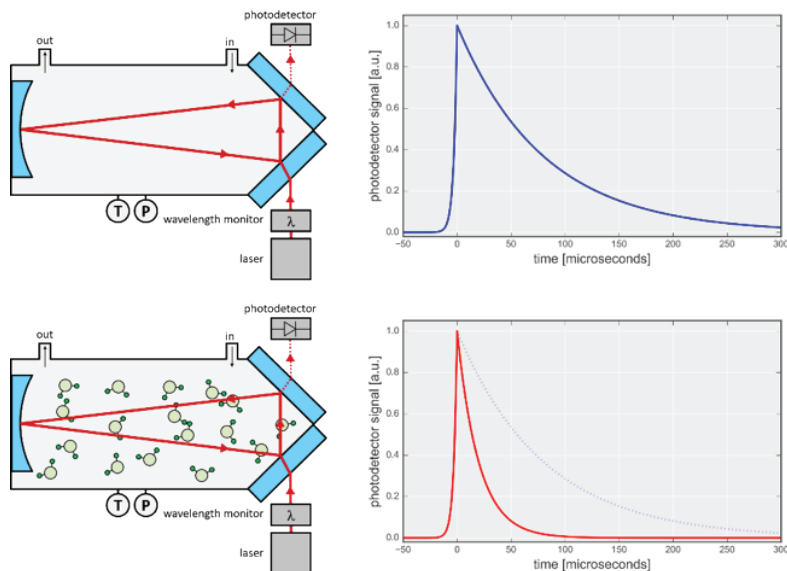 photodetector
out
in
T
P
wavelength monitor
λ
laser
photodetector signal [a.u.]
1.0
0.8
0.6
0.4
0.2
0.0
-50
0
50
100
150
200
250
300
time [microseconds]
photodetector
out
in
T
P
wavelength monitor
λ
laser
photodetector signal [a.u.]
1.0
0.8
0.6
0.4
0.2
0.0
-50
0
50
100
150
200
250
300
time [microseconds]